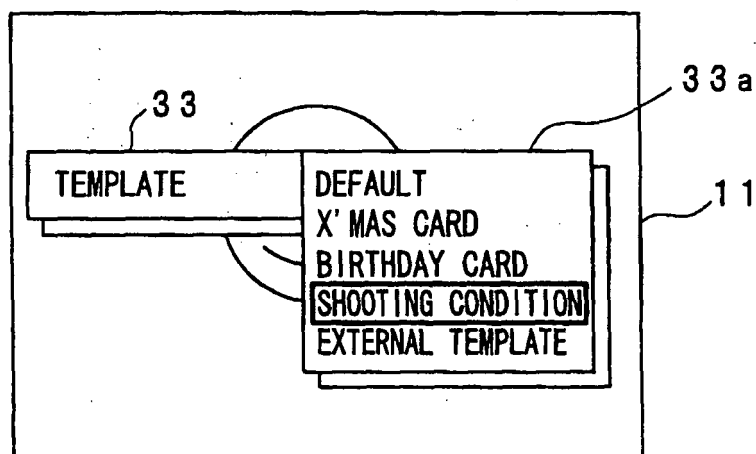 33
33a
TEMPLATE
DEFAULT
11
X'MAS CARD
BIRTHDAY CARD
SHOOTING CONDITION
EXTERNAL TEMPLATE